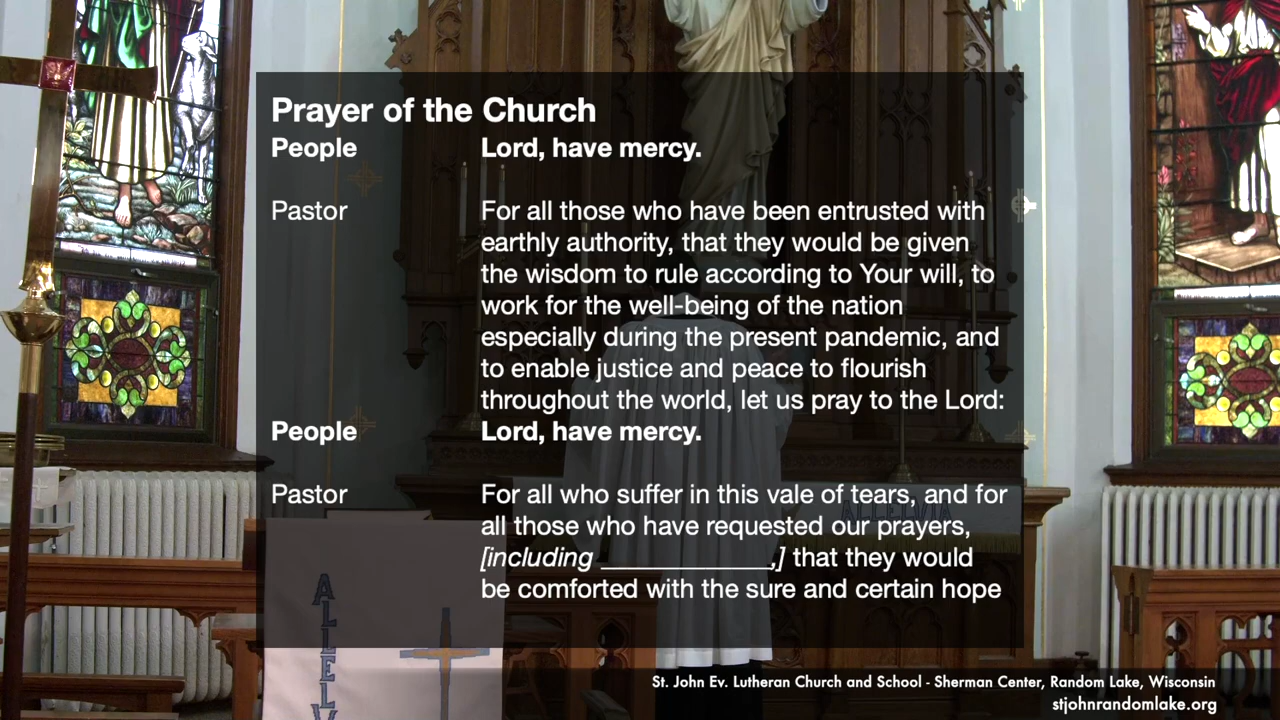 Prayer of the Church
People Lord, have mercy.
Pastor For all those who have been entrusted with
earthly authority, that they would be given
the wisdom to rule according to Your will, to
work for the well-being of the nation
especially during the present pandemic, and
to enable justice and peace to flourish
throughout the world, let us pray to the Lord:
People Lord, have mercy.
Pastor For all who suffer in this vale of tears, and for
all those who have requested our prayers,
[including ____________,] that they would
be comforted with the sure and certain hope
ALLELUIA
ALLELV
St. John Ev. Lutheran Church and School - Sherman Center, Random Lake, Wisconsin
stjohnrandomlake.org